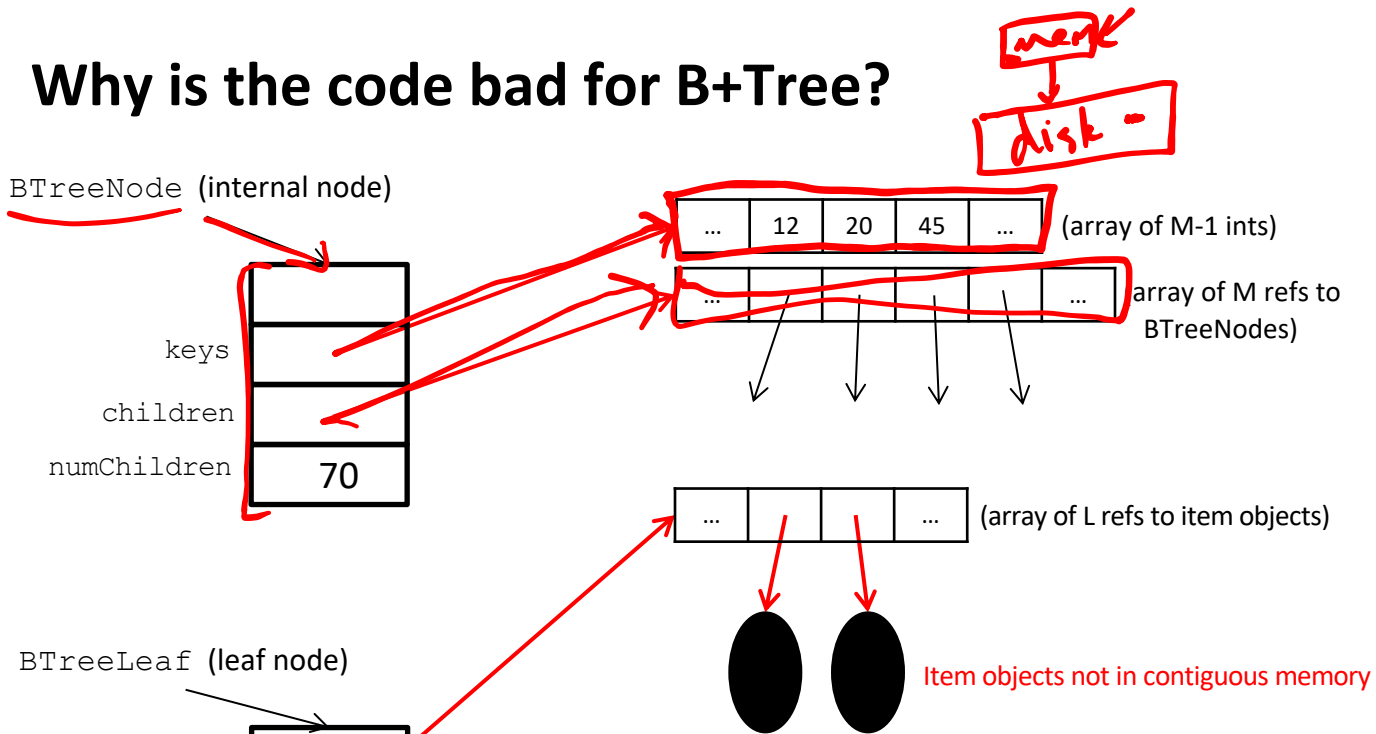 Why is the code bad for B+Tree?
mem
disk -
BTreeNode (internal node)
... 12 20 45 ... (array of M-1 ints)
... ... array of M refs to
BTreeNodes)
keys
children
numChildren 70
... ... (array of L refs to item objects)
BTreeLeaf (leaf node)
Item objects not in contiguous memory